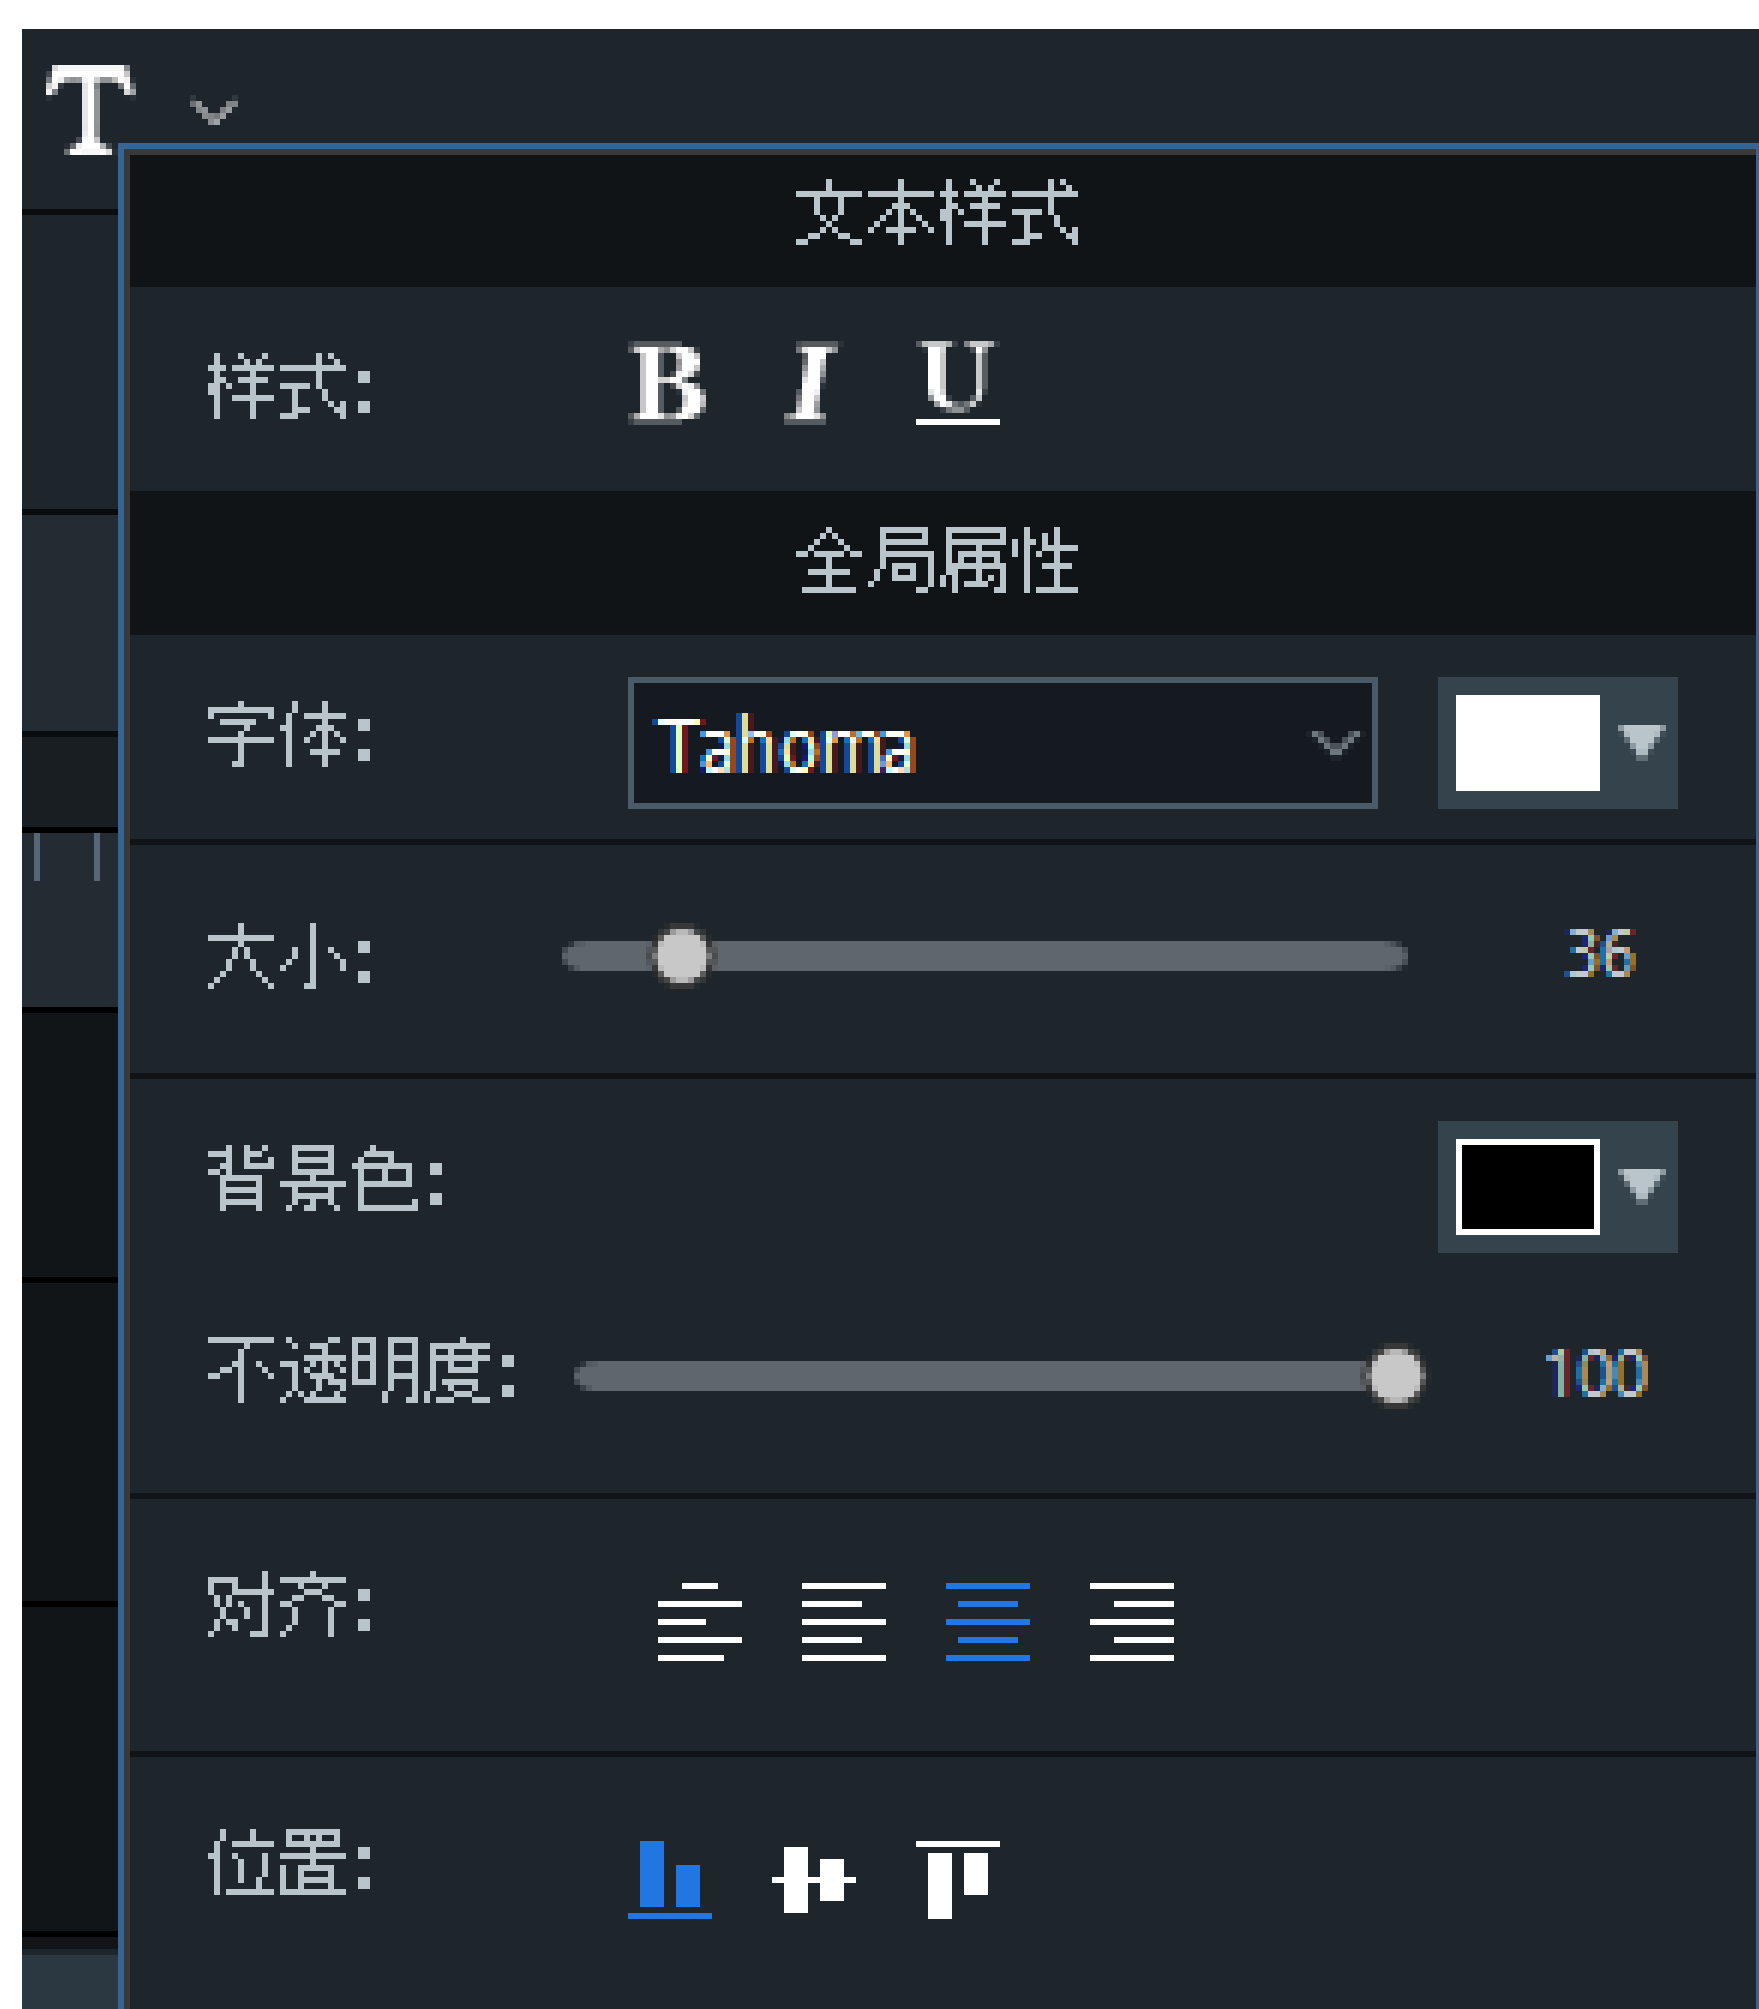 T
文本样式
样式: B I U
全局属性
字体: Tahoma
大小: 36
背景色:
不透明度: 100
对齐:
位置: